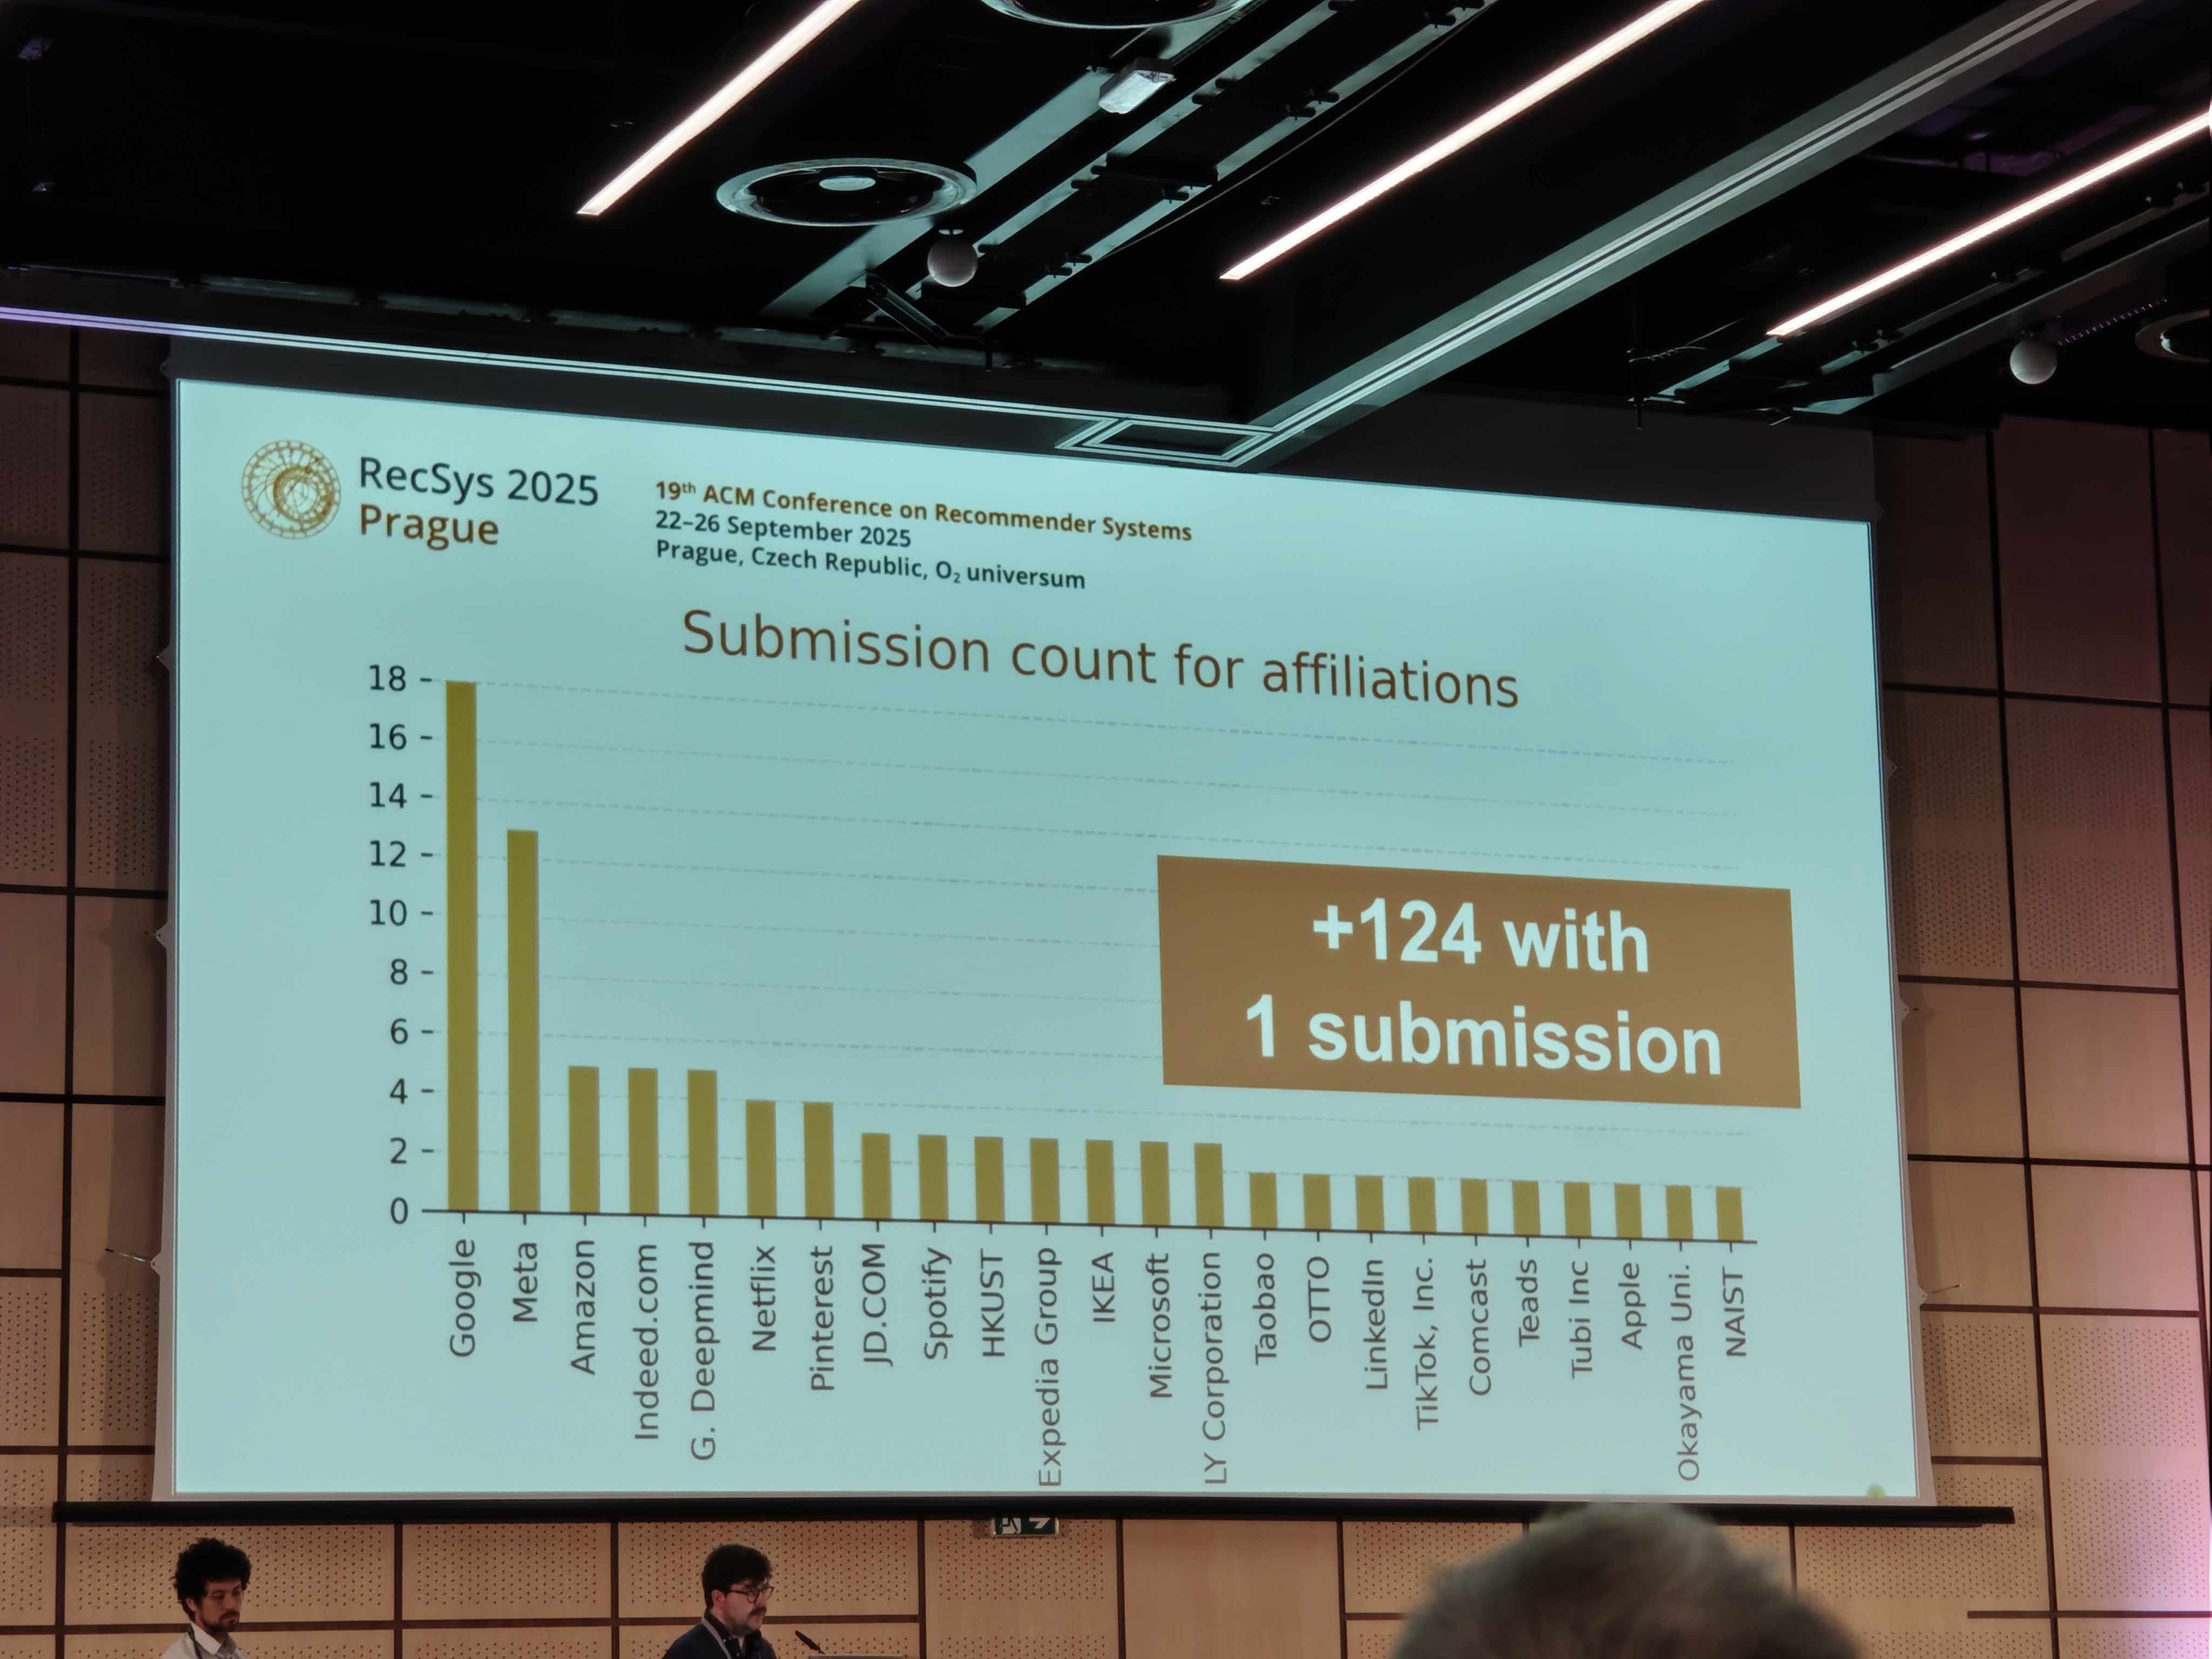 RecSys 2025
Prague
19th ACM Conference on Recommender Systems
22–26 September 2025
Prague, Czech Republic, O₂ universum
Submission count for affiliations
18
16
14
12
10
8
6
4
2
0
+124 with
1 submission
Google
Meta
Amazon
Indeed.com
G. Deepmind
Netflix
Pinterest
JD.COM
Spotify
HKUST
Expedia Group
IKEA
Microsoft
LY Corporation
Taobao
OTTO
LinkedIn
TikTok, Inc.
Comcast
Teads
Tubi Inc
Apple
Okayama Uni.
NAIST